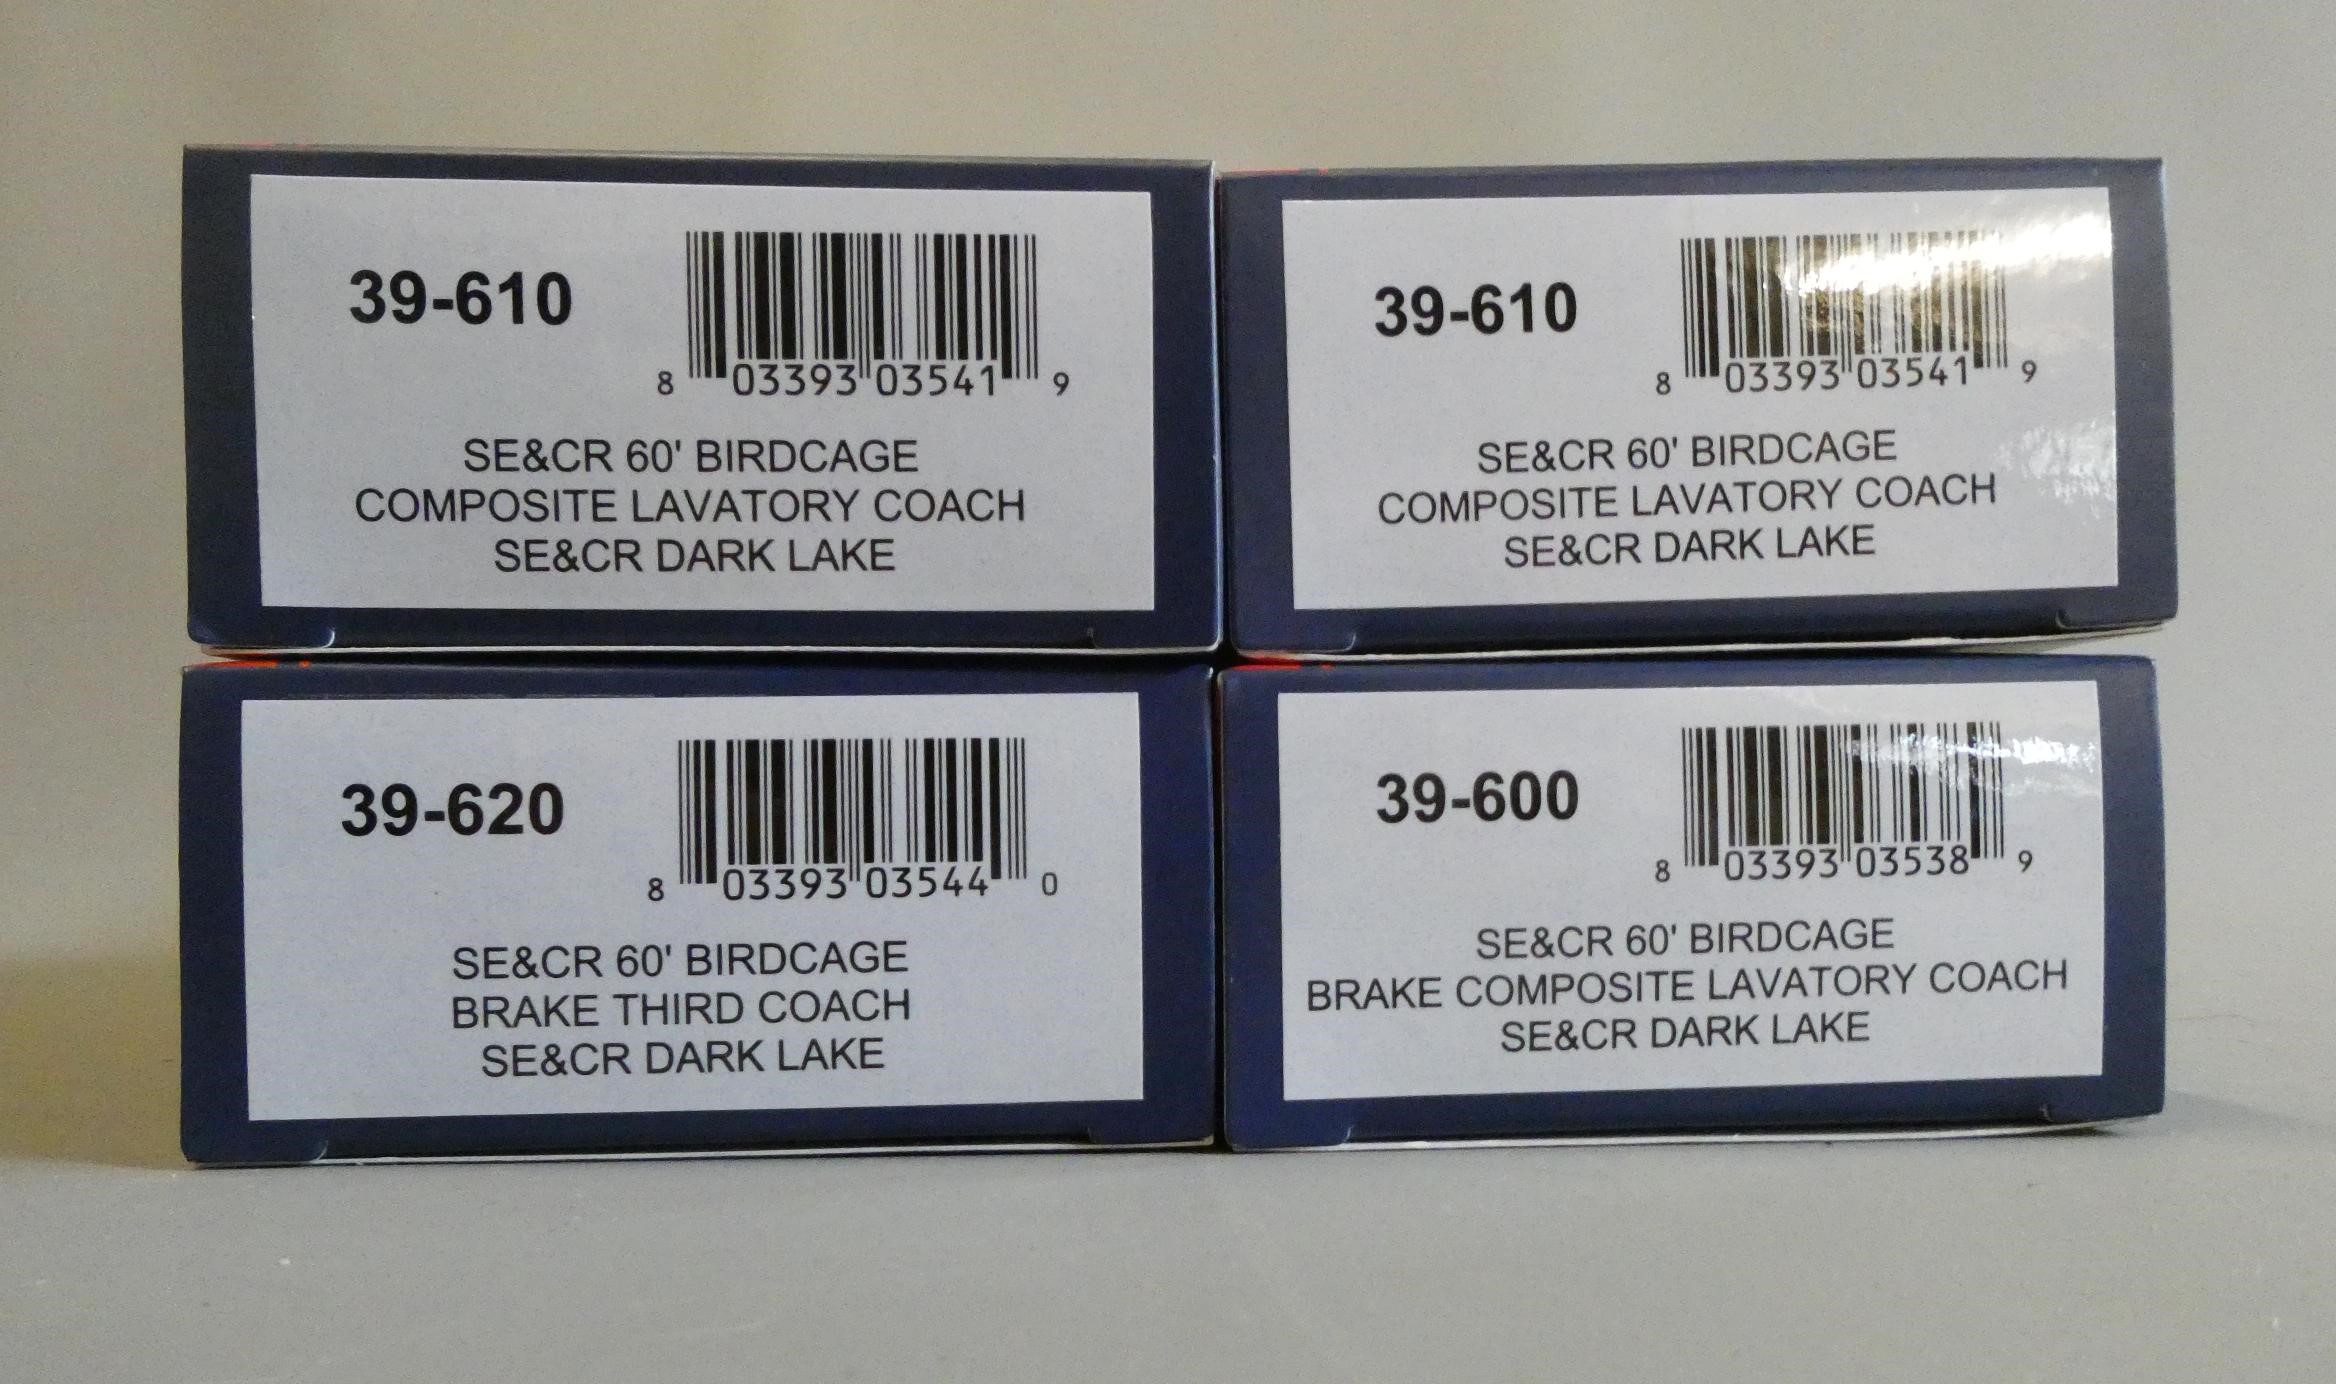 39-610
8 03393 03541 9
SE&CR 60' BIRDCAGE
COMPOSITE LAVATORY COACH
SE&CR DARK LAKE
39-610
8 03393 03541 9
SE&CR 60' BIRDCAGE
COMPOSITE LAVATORY COACH
SE&CR DARK LAKE
39-620
8 03393 03544 0
SE&CR 60' BIRDCAGE
BRAKE THIRD COACH
SE&CR DARK LAKE
39-600
8 03393 03538 9
SE&CR 60' BIRDCAGE
BRAKE COMPOSITE LAVATORY COACH
SE&CR DARK LAKE